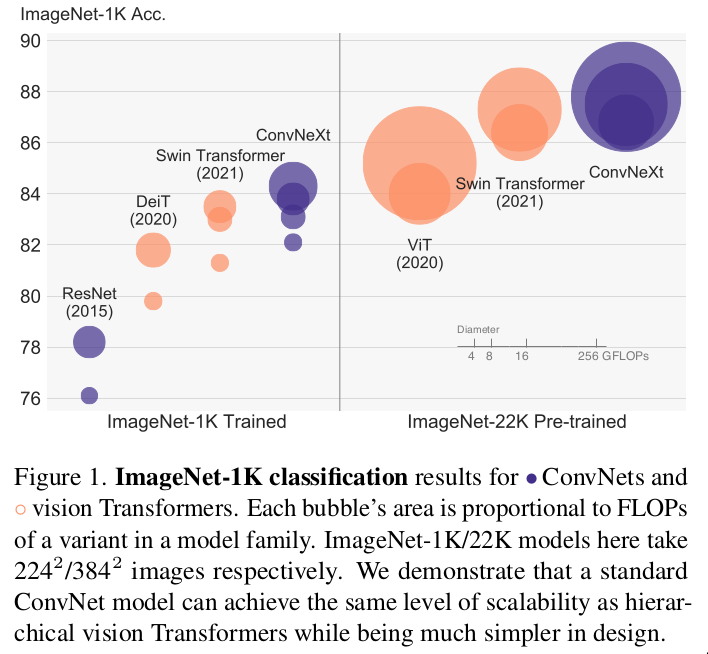 ImageNet-1K Acc.
90
88
86
84
82
80
78
76
ResNet
(2015)
DeiT
(2020)
Swin Transformer
(2021)
ConvNeXt
ViT
(2020)
Swin Transformer
(2021)
ConvNeXt
Diameter
4 8 16 256 GFLOPs
ImageNet-1K Trained
ImageNet-22K Pre-trained
Figure 1. ImageNet-1K classification results for ● ConvNets and
○ vision Transformers. Each bubble's area is proportional to FLOPs
of a variant in a model family. ImageNet-1K/22K models here take
224²/384² images respectively. We demonstrate that a standard
ConvNet model can achieve the same level of scalability as hierar-
chical vision Transformers while being much simpler in design.